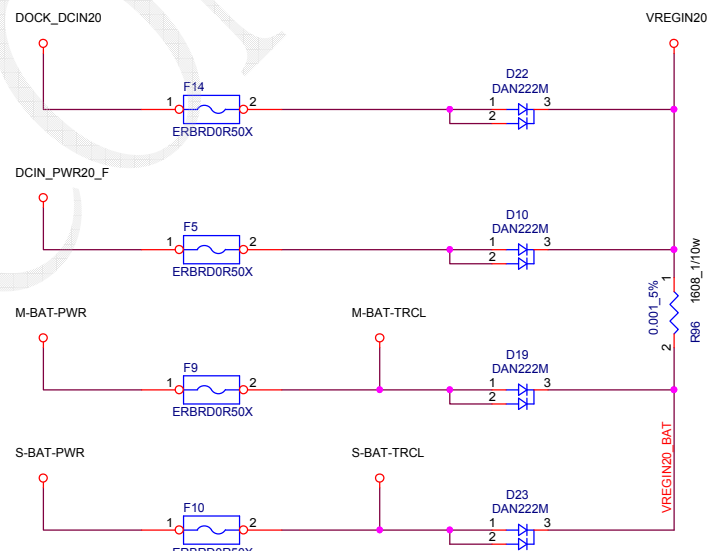 DOCK_DCIN20
VREGIN20
F14
1
2
ERBRD0R50X
D22
DAN222M
1
2
3
DCIN_PWR20_F
F5
1
2
ERBRD0R50X
D10
DAN222M
1
2
3
1
0.001_5%
1608_1/10w
R96
2
M-BAT-PWR
M-BAT-TRCL
F9
1
2
ERBRD0R50X
D19
DAN222M
1
2
3
VREGIN20_BAT
S-BAT-PWR
S-BAT-TRCL
F10
1
2
ERBRD0R50X
D23
DAN222M
1
2
3